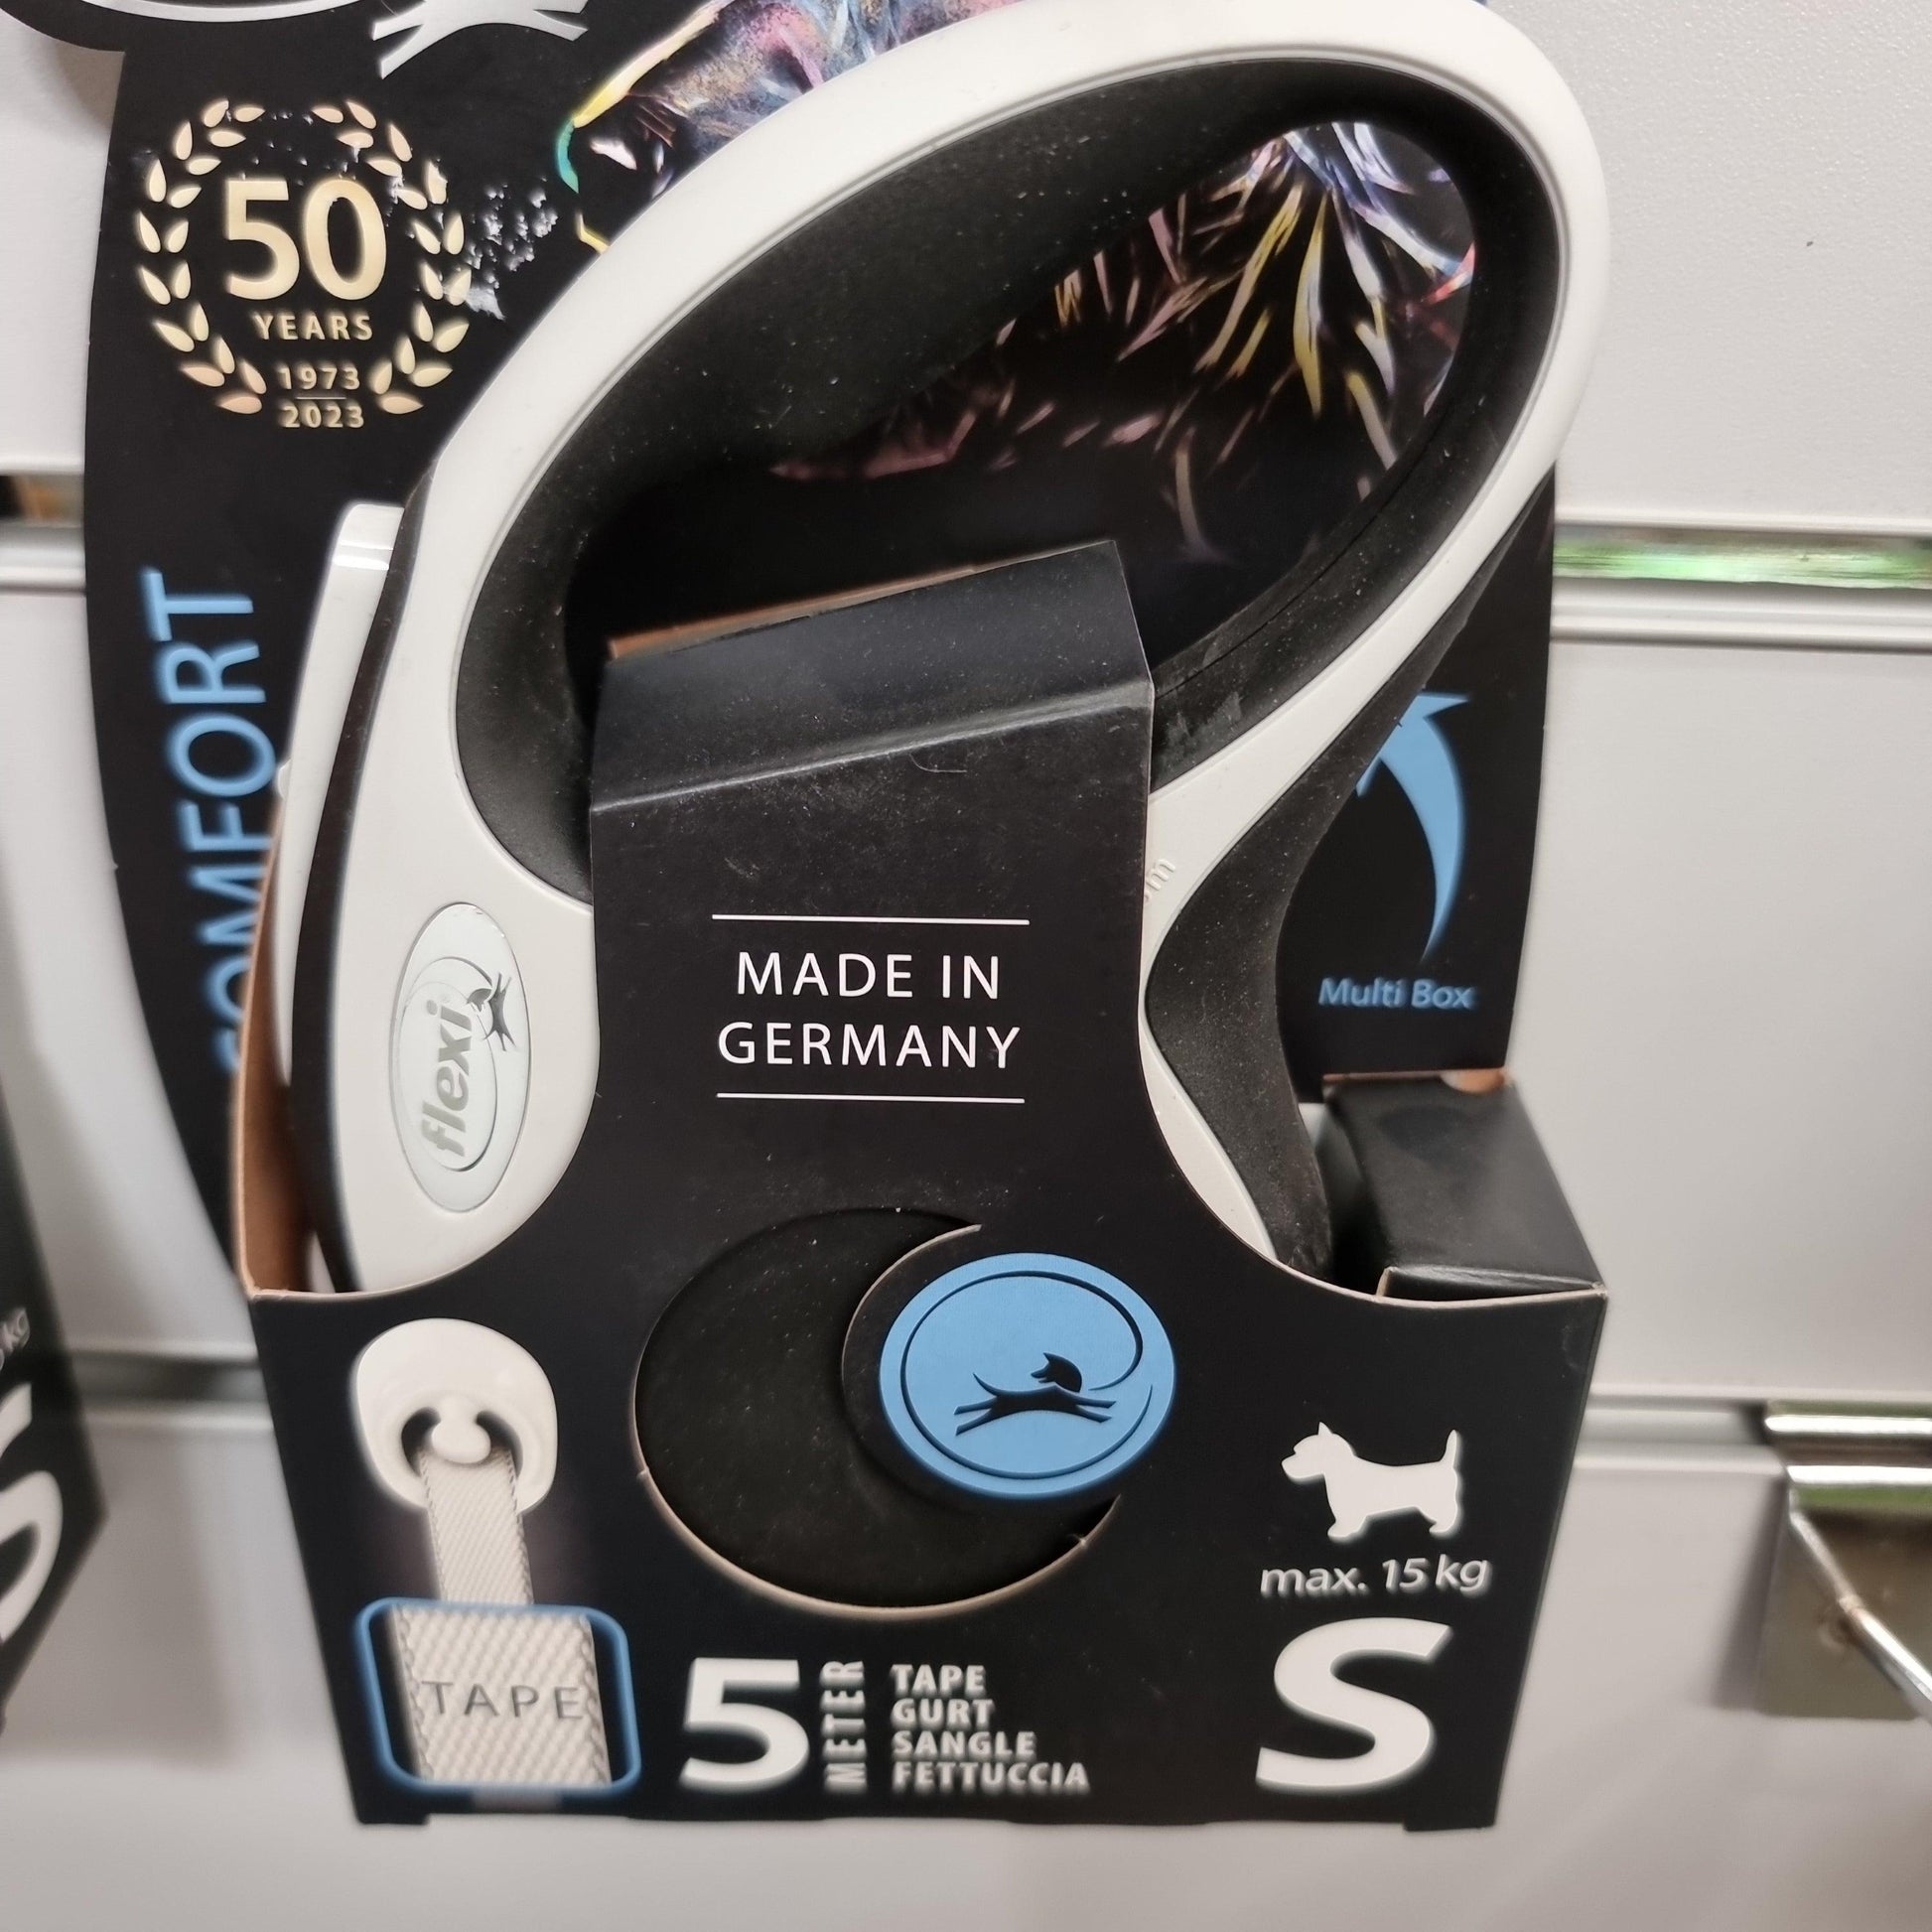 50
YEARS
1973
2023
COMFORT
flexi
MADE IN
GERMANY
Multi Box
TAPE
5
METER
TAPE
GURT
SANGLE
FETTUCCIA
max. 15 kg
S
kg